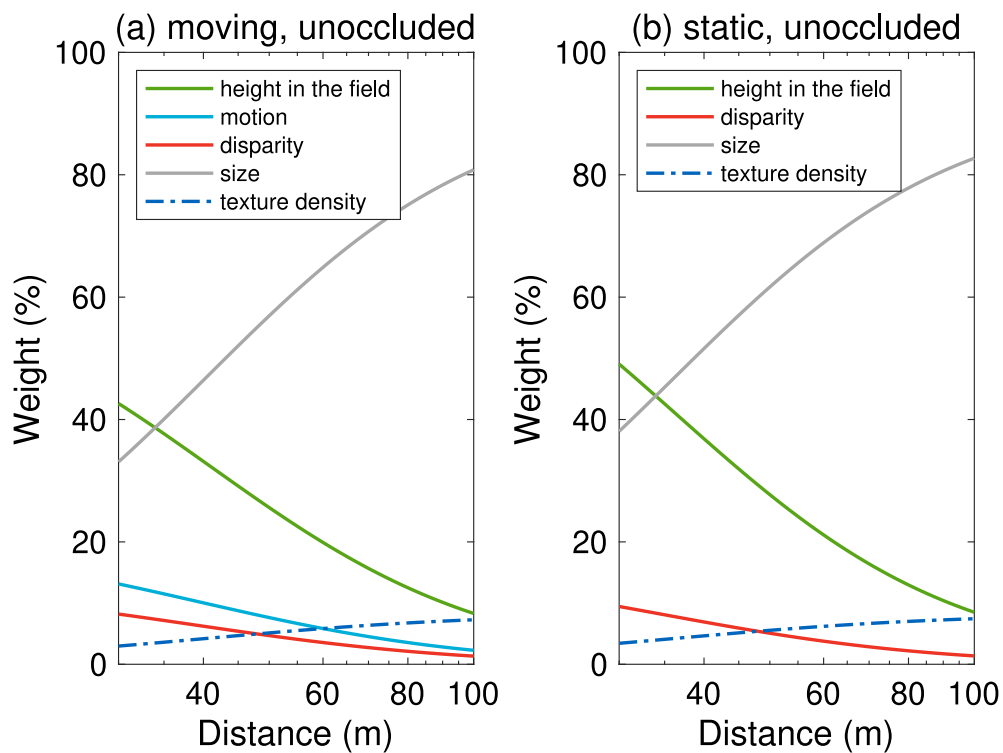 (a) moving, unoccluded
100
80
60
40
20
0
Weight (%)
height in the field
motion
disparity
size
texture density
40
60
80
100
Distance (m)
(b) static, unoccluded
100
80
60
40
20
0
Weight (%)
height in the field
disparity
size
texture density
40
60
80
100
Distance (m)